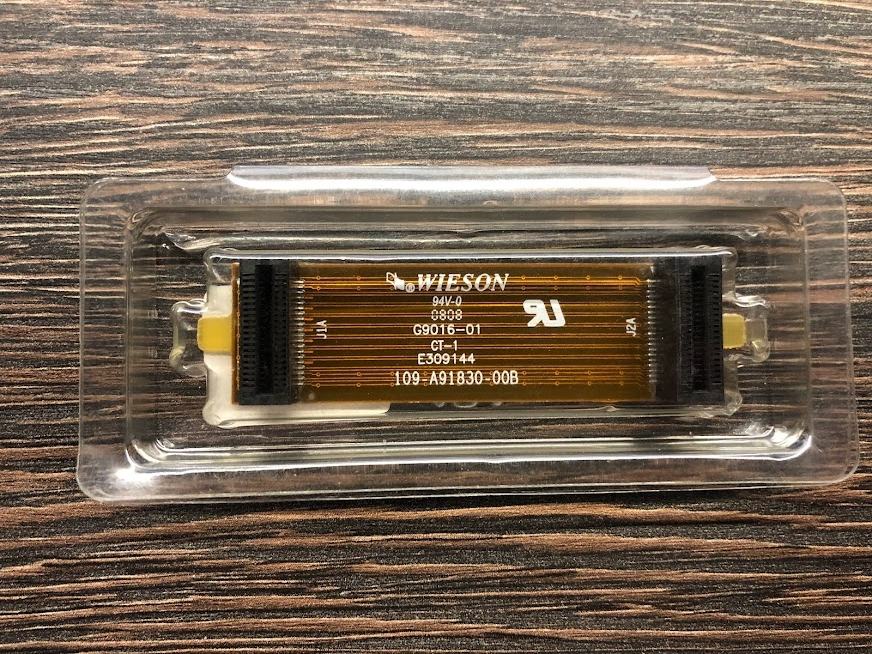 ® WIESON
94V-0
0808
G9016-01
CT-1
E309144
109-A91830-00B
J1A
J2A